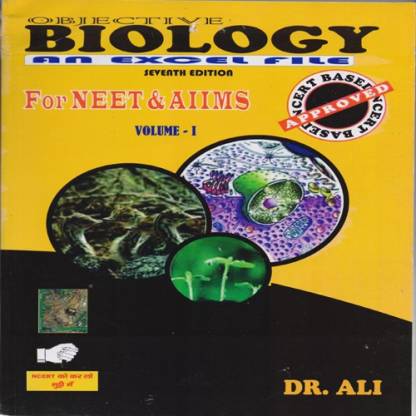 OBJECTIVE
BIOLOGY
AN EXCEL FILE
SEVENTH EDITION
For NEET & AIIMS
VOLUME - I
NCERT BASED
APPROVED
NCERT BASED
NCERT को कर लो
मुट्ठी में
DR. ALI